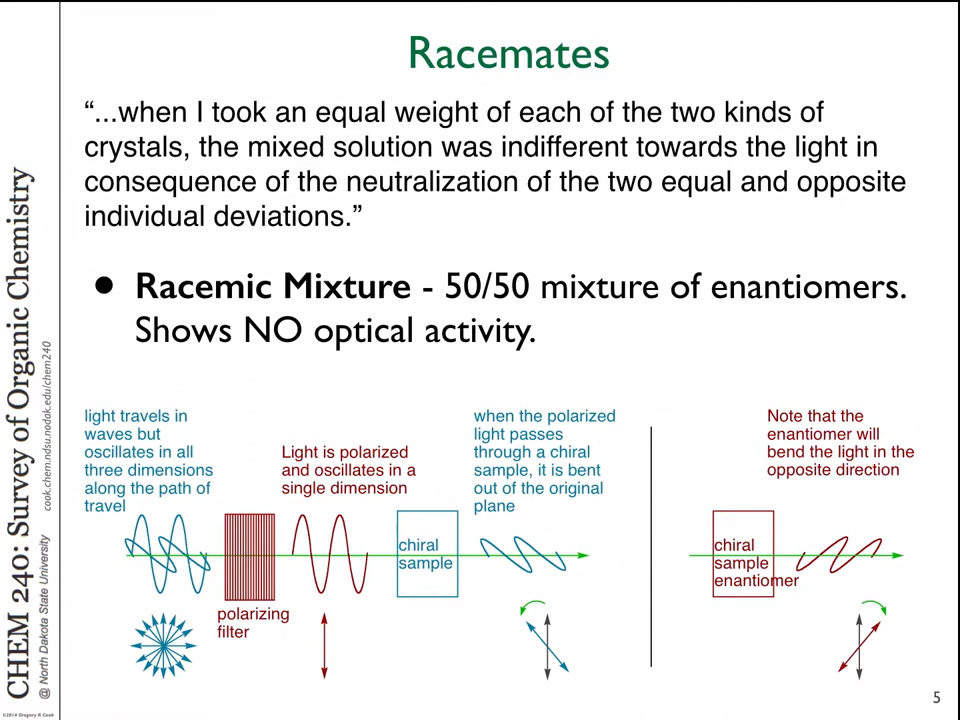 Racemates
“...when I took an equal weight of each of the two kinds of
crystals, the mixed solution was indifferent towards the light in
consequence of the neutralization of the two equal and opposite
individual deviations.”
• Racemic Mixture - 50/50 mixture of enantiomers.
Shows NO optical activity.
light travels in
waves but
oscillates in all
three dimensions
along the path of
travel
Light is polarized
and oscillates in a
single dimension
when the polarized
light passes
through a chiral
sample, it is bent
out of the original
plane
Note that the
enantiomer will
bend the light in the
opposite direction
polarizing
filter
chiral
sample
chiral
sample
enantiomer
CHEM 240: Survey of Organic Chemistry
@ North Dakota State University
cook.chem.ndsu.nodak.edu/chem240
©2014 Gregory R Cook
5